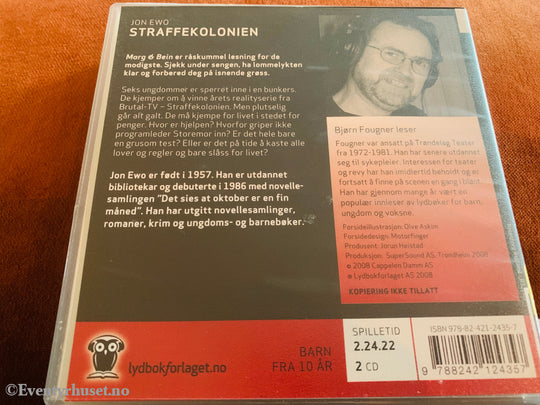 JON EWO
STRAFFEKOLONIEN
Marg & Bein er råskummel lesning for de
modigste. Sjekk under sengen, ha lommelykten
klar og forbered deg på isnende grøss.
Seks ungdommer er sperret inne i en bunkers.
De kjemper om å vinne årets realityserie fra
Brutal-TV – Straffekolonien. Men plutselig
går alt galt. De må kjempe for livet i stedet for
penger. Hvor er hjelpen? Hvorfor griper ikke
programleder Storemor inn? Er det hele bare
en grusom test? Eller er det på tide å kaste alle
lover og regler og bare slåss for livet?
Jon Ewo er født i 1957. Han er utdannet
bibliotekar og debuterte i 1986 med novelle-
samlingen "Det sies at oktober er en fin
måned". Han har utgitt novellesamlinger,
romaner, krim og ungdoms- og barnebøker.
Bjørn Fougner leser
Fougner var ansatt på Trøndelag Teater
fra 1972-1981. Han har senere utdannet
seg til sykepleier. Interessen for teater
og revy har han imidlertid beholdt og er
fortsatt å finne på scenen en gang i blant.
Han har gjennom mange år vært en
populær innleser av lydbøker for barn,
ungdom og voksne.
Forsideillustrasjon: Olve Askim
Forsidedesign: Motorfinger
Produsent: Jorun Heistad
Produksjon: SuperSound AS, Trondheim 2008
© 2008 Cappelen Damm AS
© Lydbokforlaget AS 2008
KOPIERING IKKE TILLATT
lydbokforlaget.no
BARN
FRA 10 ÅR
SPILLETID
2.24.22
2 CD
ISBN 978-82-421-2435-7
9 788242 124357
© Eventyrhuset.no